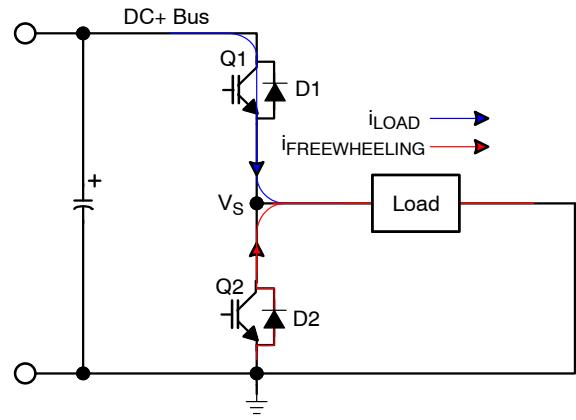 DC+ Bus
Q1
D1
iLOAD
iFREEWHEELING
+
VS
Load
Q2
D2